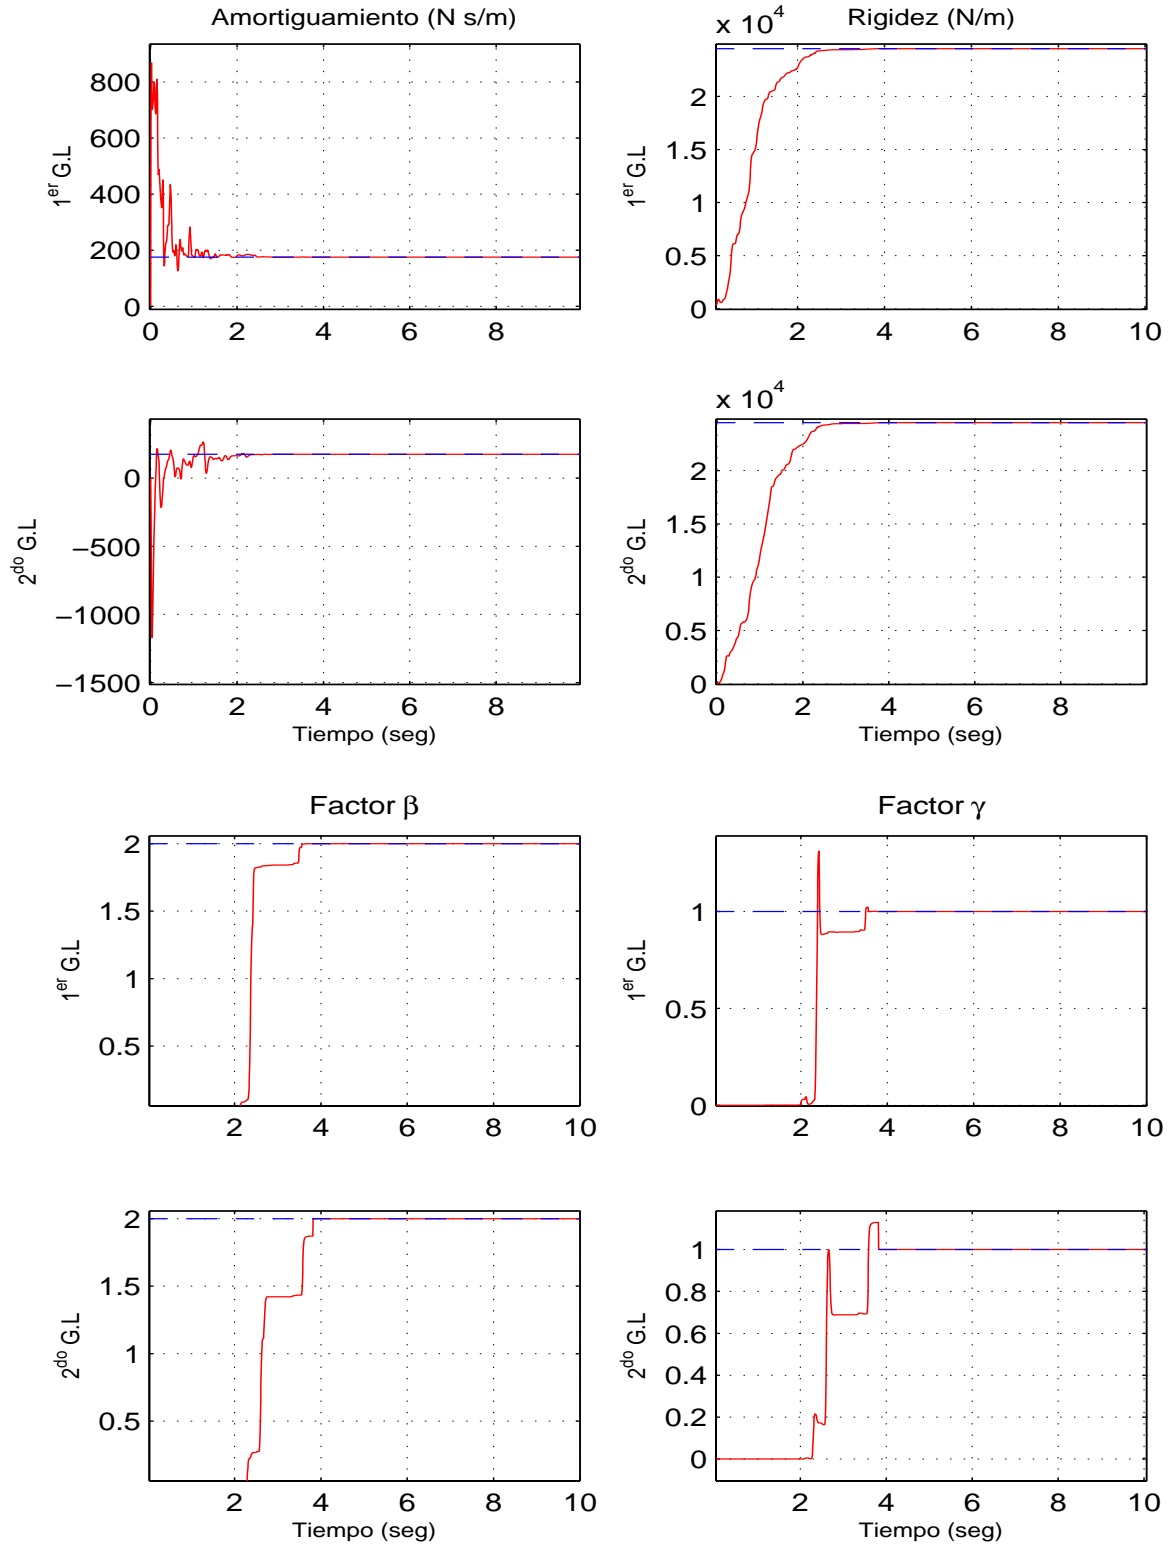 Amortiguamiento (N s/m)
Rigidez (N/m)
x 10^4
1^er G.L
800
600
400
200
0
0 2 4 6 8
1^er G.L
2
1.5
1
0.5
0
2 4 6 8 10
2^do G.L
0
−500
−1000
−1500
0 2 4 6 8
Tiempo (seg)
x 10^4
2^do G.L
2
1.5
1
0.5
0
0 2 4 6 8
Tiempo (seg)
Factor β
1^er G.L
2
1.5
1
0.5
2 4 6 8 10
Factor γ
1^er G.L
1
0.5
0
2 4 6 8 10
2^do G.L
2
1.5
1
0.5
2 4 6 8 10
Tiempo (seg)
2^do G.L
1
0.8
0.6
0.4
0.2
0
2 4 6 8 10
Tiempo (seg)